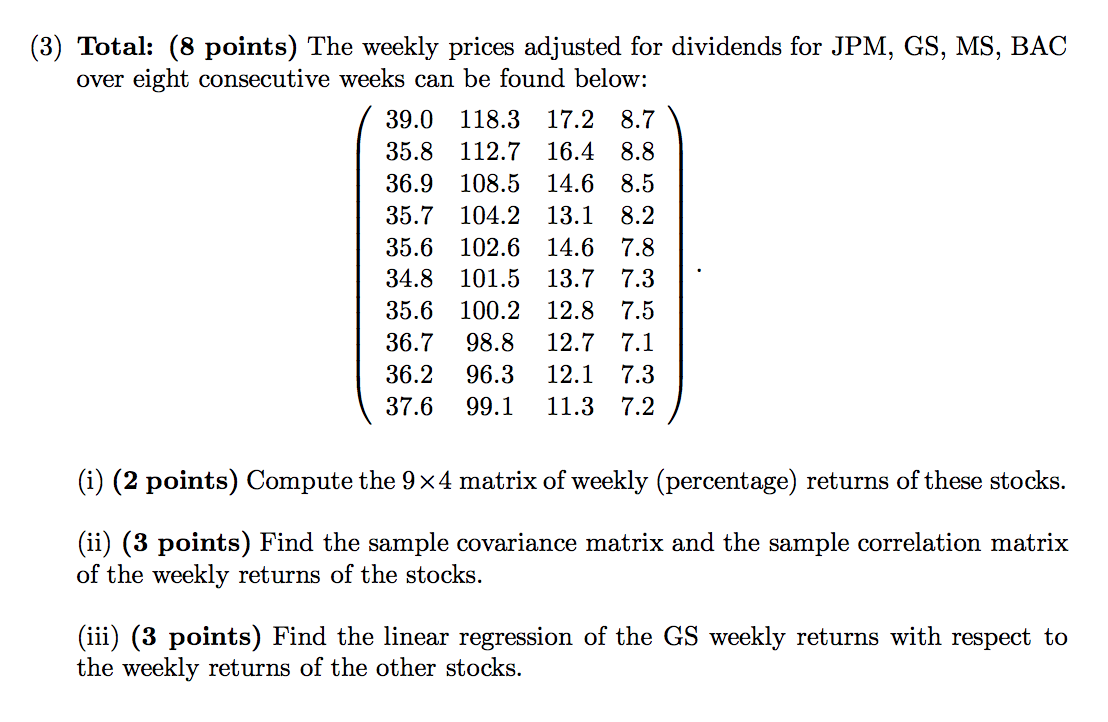 (3) Total: (8 points) The weekly prices adjusted for dividends for JPM, GS, MS, BAC
over eight consecutive weeks can be found below:
39.0 118.3 17.2 8.7
35.8 112.7 16.4 8.8
36.9 108.5 14.6 8.5
35.7 104.2 13.1 8.2
35.6 102.6 14.6 7.8
34.8 101.5 13.7 7.3
35.6 100.2 12.8 7.5
36.7 98.8 12.7 7.1
36.2 96.3 12.1 7.3
37.6 99.1 11.3 7.2
.
(i) (2 points) Compute the 9×4 matrix of weekly (percentage) returns of these stocks.
(ii) (3 points) Find the sample covariance matrix and the sample correlation matrix
of the weekly returns of the stocks.
(iii) (3 points) Find the linear regression of the GS weekly returns with respect to
the weekly returns of the other stocks.